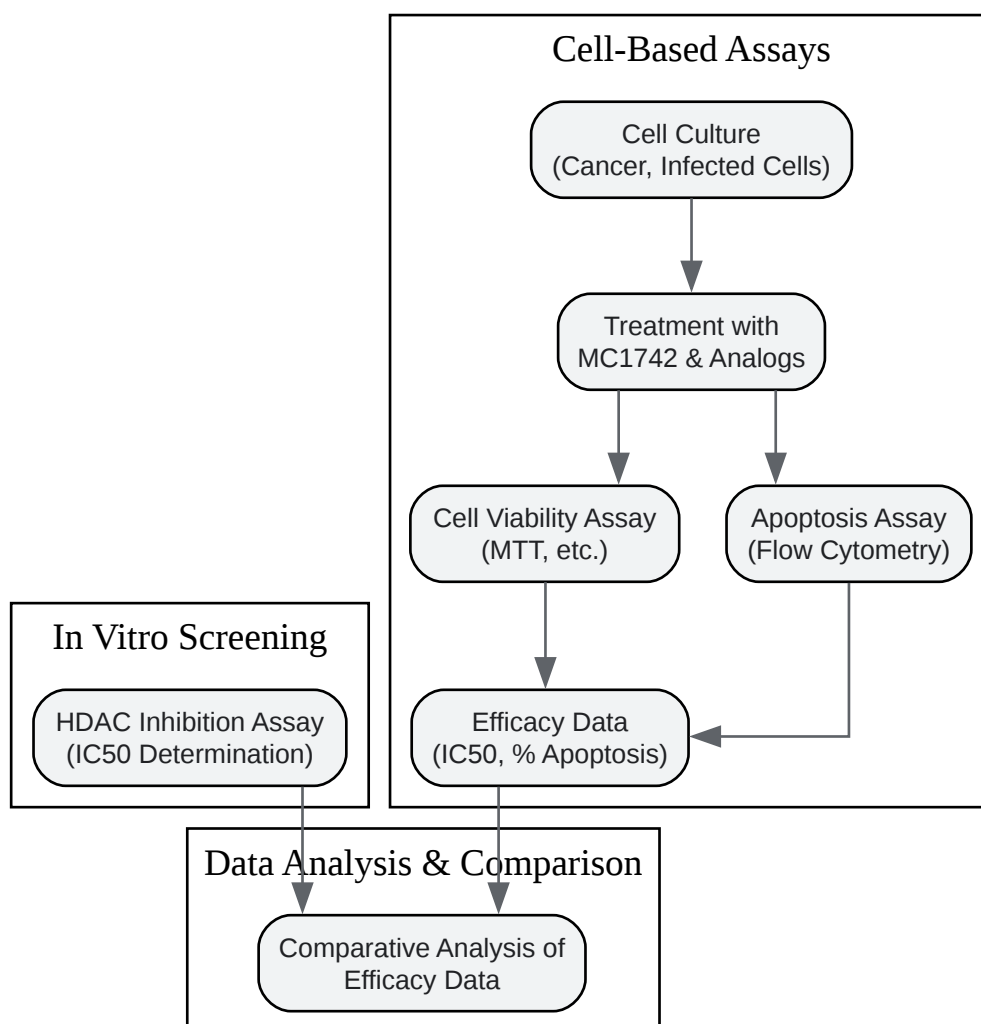 Cell-Based Assays
Cell Culture
(Cancer, Infected Cells)
Treatment with
MC1742 & Analogs
Cell Viability Assay
(MTT, etc.)
Apoptosis Assay
(Flow Cytometry)
In Vitro Screening
HDAC Inhibition Assay
(IC50 Determination)
Efficacy Data
(IC50, % Apoptosis)
Data Analysis & Comparison
Comparative Analysis of
Efficacy Data